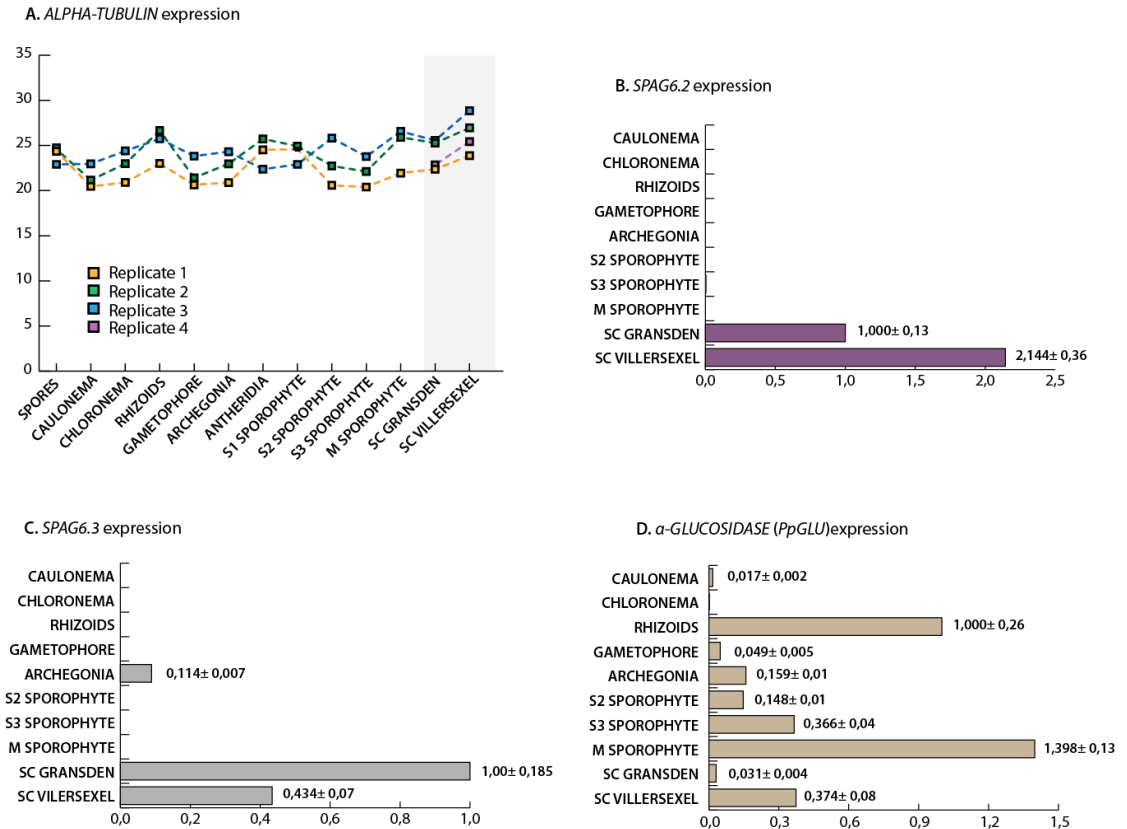 A. ALPHA-TUBULIN expression
35
30
25
20
15
10
5
0
Replicate 1
Replicate 2
Replicate 3
Replicate 4
SPORES
CAULONEMA
CHLORONEMA
RHIZOIDS
GAMETOPHORE
ARCHEGONIA
ANTHERIDIA
S1 SPOROPHYTE
S2 SPOROPHYTE
S3 SPOROPHYTE
M SPOROPHYTE
SC GRANSDEN
SC VILLERSEXEL
B. SPAG6.2 expression
CAULONEMA
CHLORONEMA
RHIZOIDS
GAMETOPHORE
ARCHEGONIA
S2 SPOROPHYTE
S3 SPOROPHYTE
M SPOROPHYTE
SC GRANSDEN 1,000± 0,13
SC VILLERSEXEL 2,144± 0,36
0,0 0,5 1,0 1,5 2,0 2,5
C. SPAG6.3 expression
CAULONEMA
CHLORONEMA
RHIZOIDS
GAMETOPHORE
ARCHEGONIA 0,114± 0,007
S2 SPOROPHYTE
S3 SPOROPHYTE
M SPOROPHYTE
SC GRANSDEN 1,00± 0,185
SC VILERSEXEL 0,434± 0,07
0,0 0,2 0,4 0,6 0,8 1,0
D. α-GLUCOSIDASE (PpGLU)expression
CAULONEMA 0,017± 0,002
CHLORONEMA
RHIZOIDS 1,000± 0,26
GAMETOPHORE 0,049± 0,005
ARCHEGONIA 0,159± 0,01
S2 SPOROPHYTE 0,148± 0,01
S3 SPOROPHYTE 0,366± 0,04
M SPOROPHYTE 1,398± 0,13
SC GRANSDEN 0,031± 0,004
SC VILLERSEXEL 0,374± 0,08
0,0 0,3 0,6 0,9 1,2 1,5